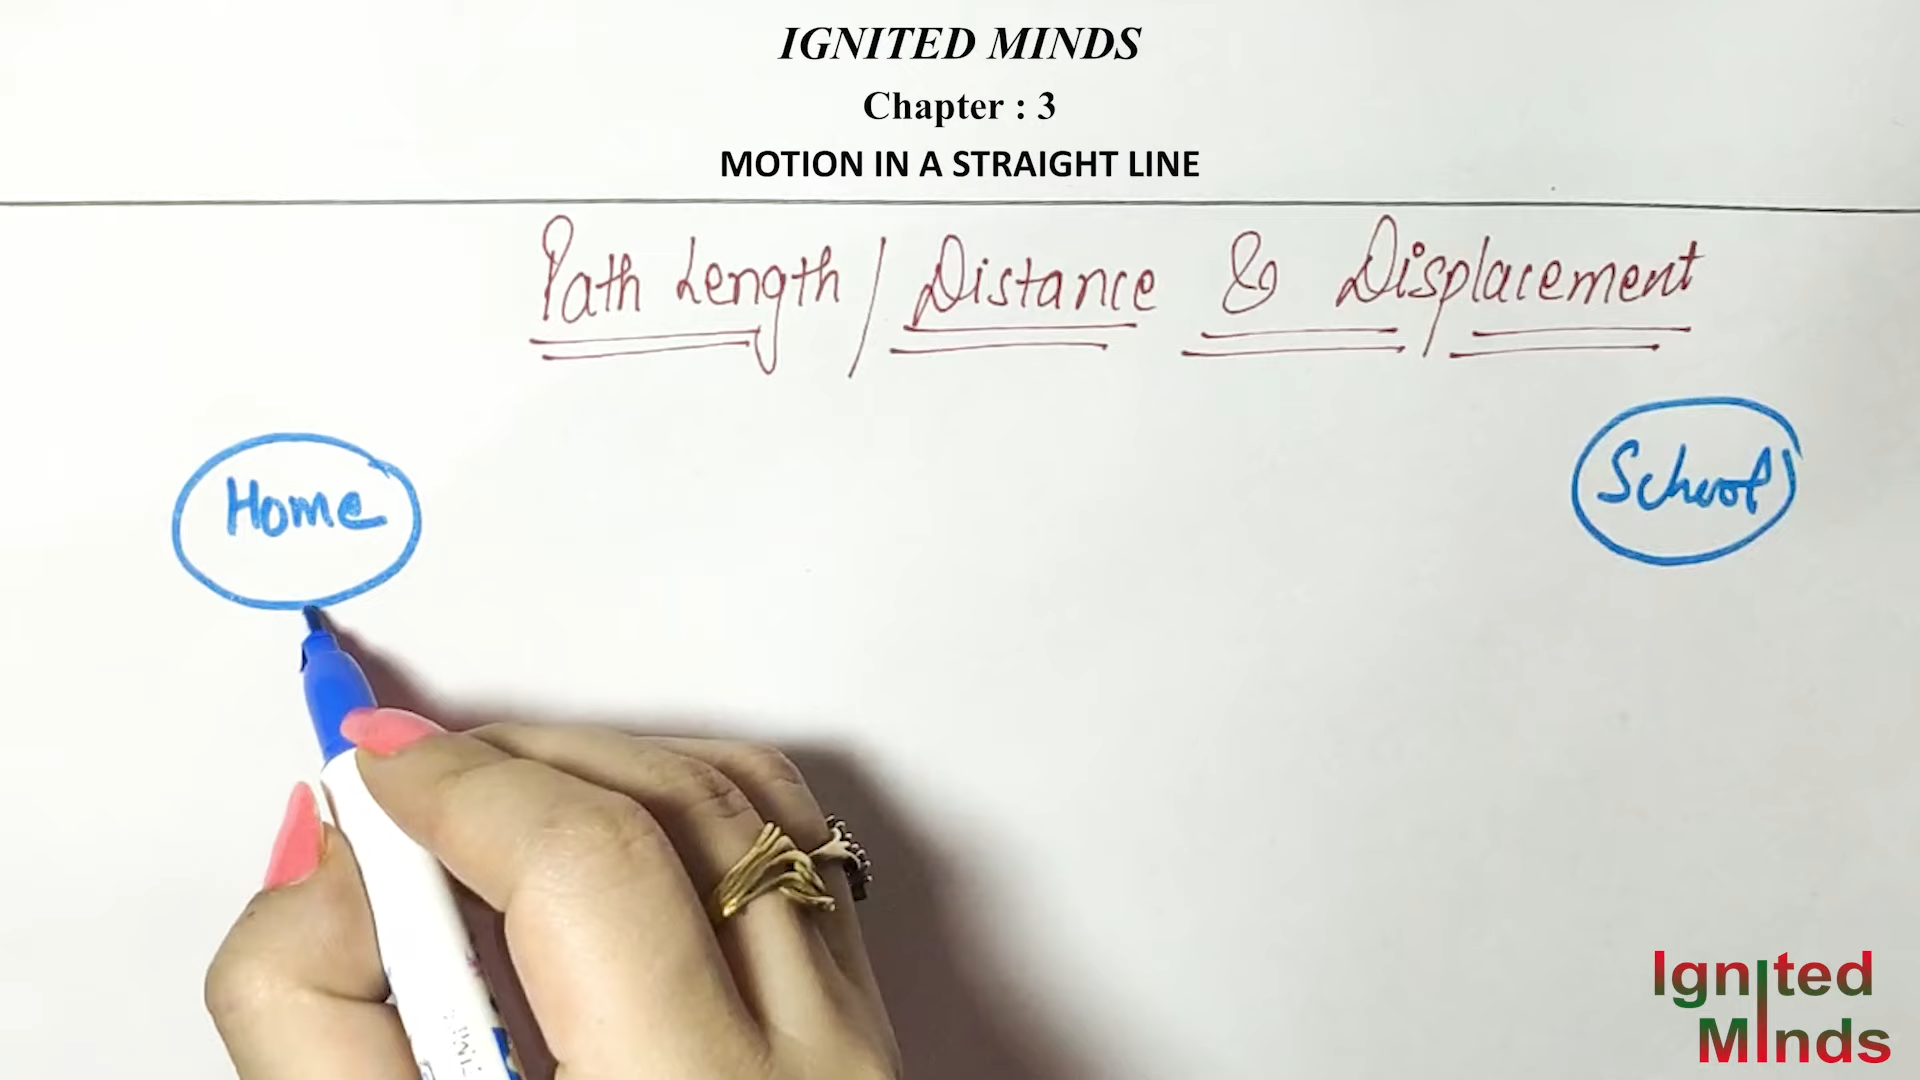 IGNITED MINDS
Chapter : 3
MOTION IN A STRAIGHT LINE
Path Length / Distance & Displacement
Home
School
Ignited
Minds